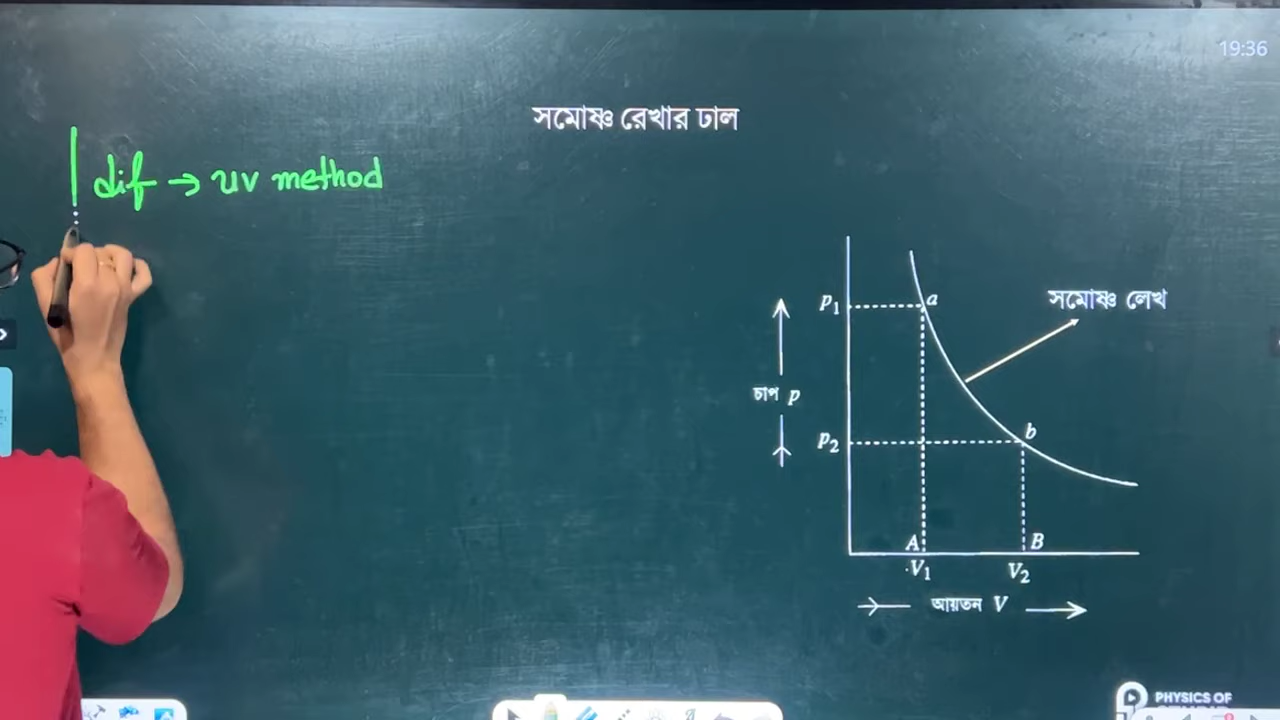 19:36
সমোষ্ণ রেখার ঢাল
dif → uv method
সমোষ্ণ লেখ
p₁ a
চাপ p
p₂ b
A B
V₁ V₂
আয়তন V
PHYSICS OF